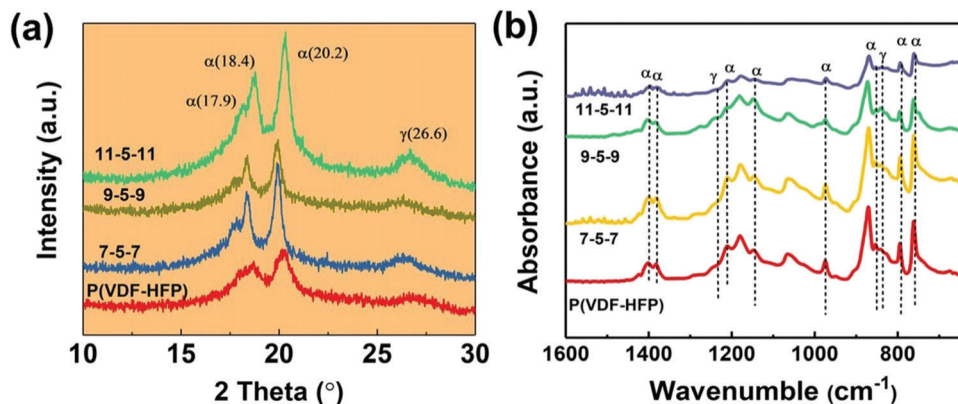 (a)
Intensity (a.u.)
α(18.4)
α(20.2)
α(17.9)
γ(26.6)
11-5-11
9-5-9
7-5-7
P(VDF-HFP)
10 15 20 25 30
2 Theta (°)
(b)
Absorbance (a.u.)
α α γ α α α α γ α α
11-5-11
9-5-9
7-5-7
P(VDF-HFP)
1600 1400 1200 1000 800
Wavenumble (cm⁻¹)